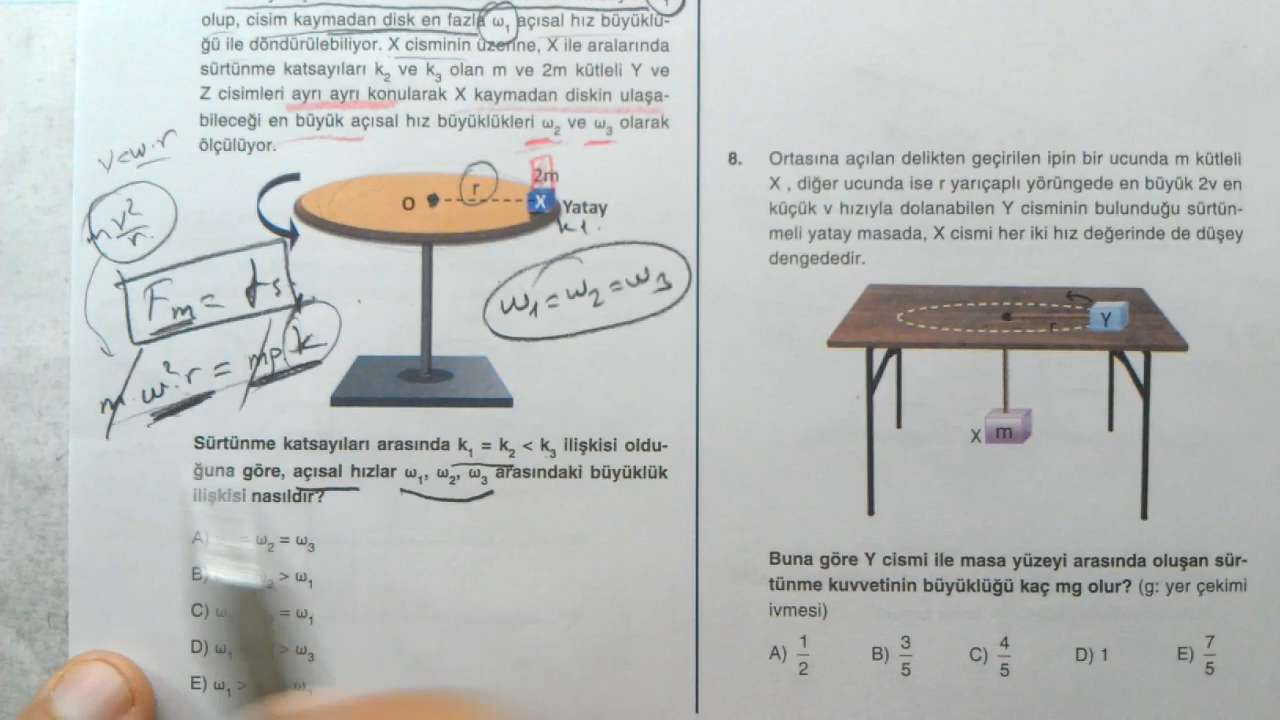 olup, cisim kaymadan disk en fazla ω₁ açısal hız büyüklü-
ğü ile döndürülebiliyor. X cisminin üzerine, X ile aralarında
sürtünme katsayıları k₂ ve k₃ olan m ve 2m kütleli Y ve
Z cisimleri ayrı ayrı konularak X kaymadan diskin ulaşa-
bileceği en büyük açısal hız büyüklükleri ω₂ ve ω₃ olarak
ölçülüyor.
V=w·r
m v²/r
Fm = fs
m·w²·r = mg k
O
r
2m
X
Yatay
k1.
w₁=w₂=w₃
Sürtünme katsayıları arasında k₁ = k₂ < k₃ ilişkisi oldu-
ğuna göre, açısal hızlar ω₁, ω₂, ω₃ arasındaki büyüklük
ilişkisi nasıldır?
A) = ω₂ = ω₃
B) > ω₁
C) ω = ω₁
D) ω₁ > ω₃
E) ω₁ >
8. Ortasına açılan delikten geçirilen ipin bir ucunda m kütleli
X , diğer ucunda ise r yarıçaplı yörüngede en büyük 2v en
küçük v hızıyla dolanabilen Y cisminin bulunduğu sürtün-
meli yatay masada, X cismi her iki hız değerinde de düşey
dengededir.
Y
r
X m
Buna göre Y cismi ile masa yüzeyi arasında oluşan sür-
tünme kuvvetinin büyüklüğü kaç mg olur? (g: yer çekimi
ivmesi)
A) 1/2 B) 3/5 C) 4/5 D) 1 E) 7/5